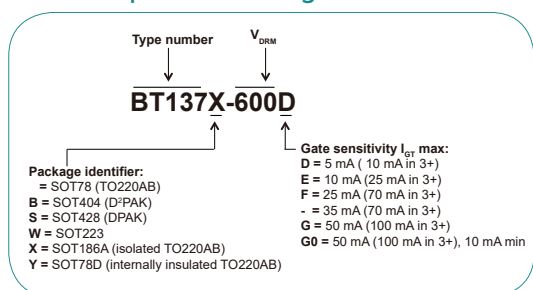 Type number
V_DRM
BT137X-600D
Package identifier:
= SOT78 (TO220AB)
B = SOT404 (D²PAK)
S = SOT428 (DPAK)
W = SOT223
X = SOT186A (isolated TO220AB)
Y = SOT78D (internally insulated TO220AB)
Gate sensitivity I_GT max:
D = 5 mA ( 10 mA in 3+)
E = 10 mA (25 mA in 3+)
F = 25 mA (70 mA in 3+)
- = 35 mA (70 mA in 3+)
G = 50 mA (100 mA in 3+)
G0 = 50 mA (100 mA in 3+), 10 mA min